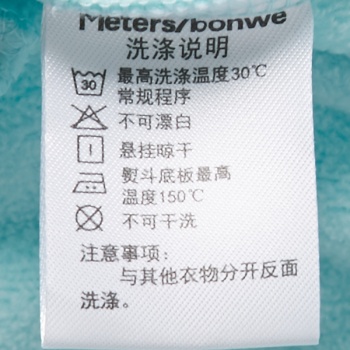 Meters/bonwe
洗涤说明
30 最高洗涤温度30℃
常规程序
不可漂白
悬挂晾干
熨斗底板最高
温度150℃
不可干洗
注意事项:
与其他衣物分开反面
洗涤。